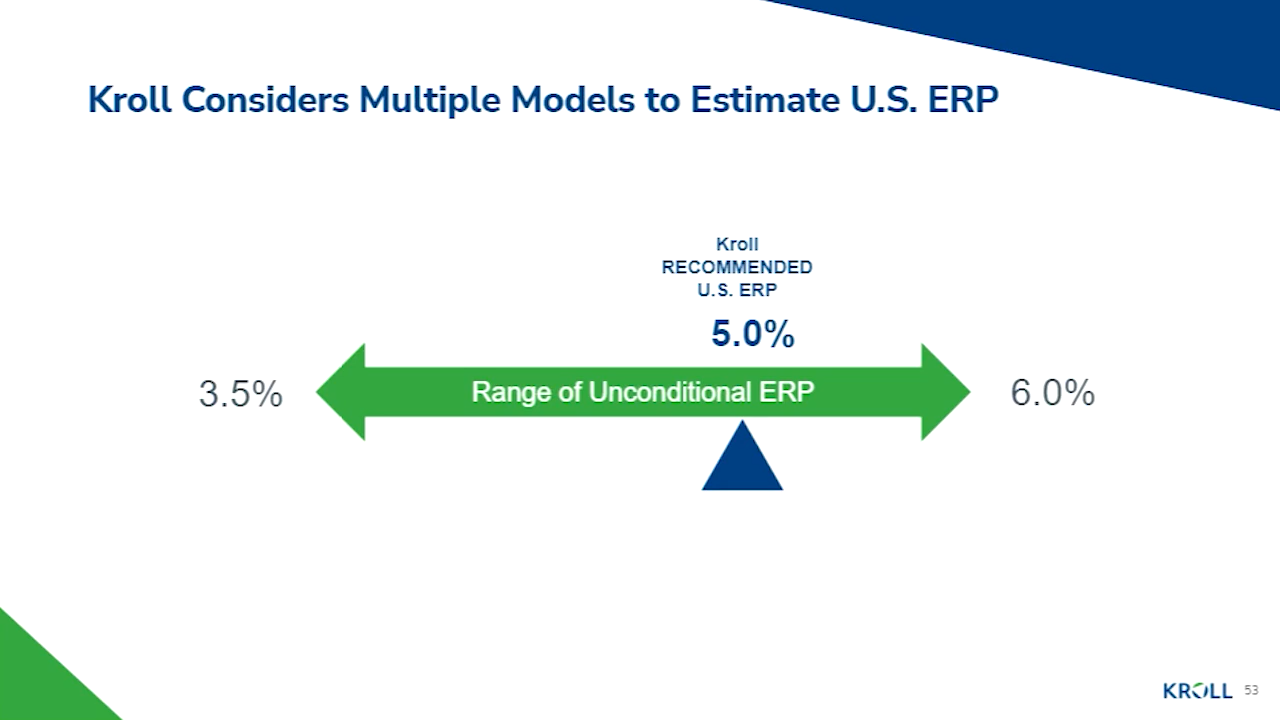 Kroll Considers Multiple Models to Estimate U.S. ERP
Kroll
RECOMMENDED
U.S. ERP
5.0%
3.5%
Range of Unconditional ERP
6.0%
KROLL 53